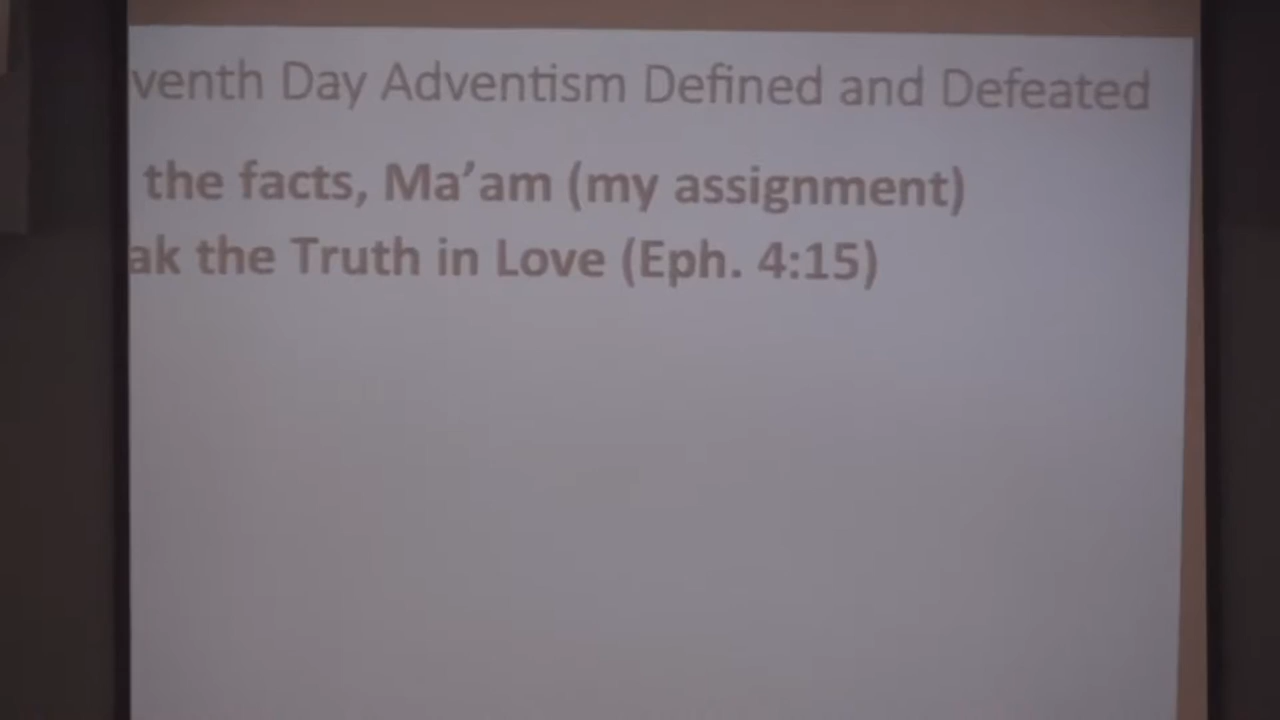 venth Day Adventism Defined and Defeated
the facts, Ma’am (my assignment)
ak the Truth in Love (Eph. 4:15)